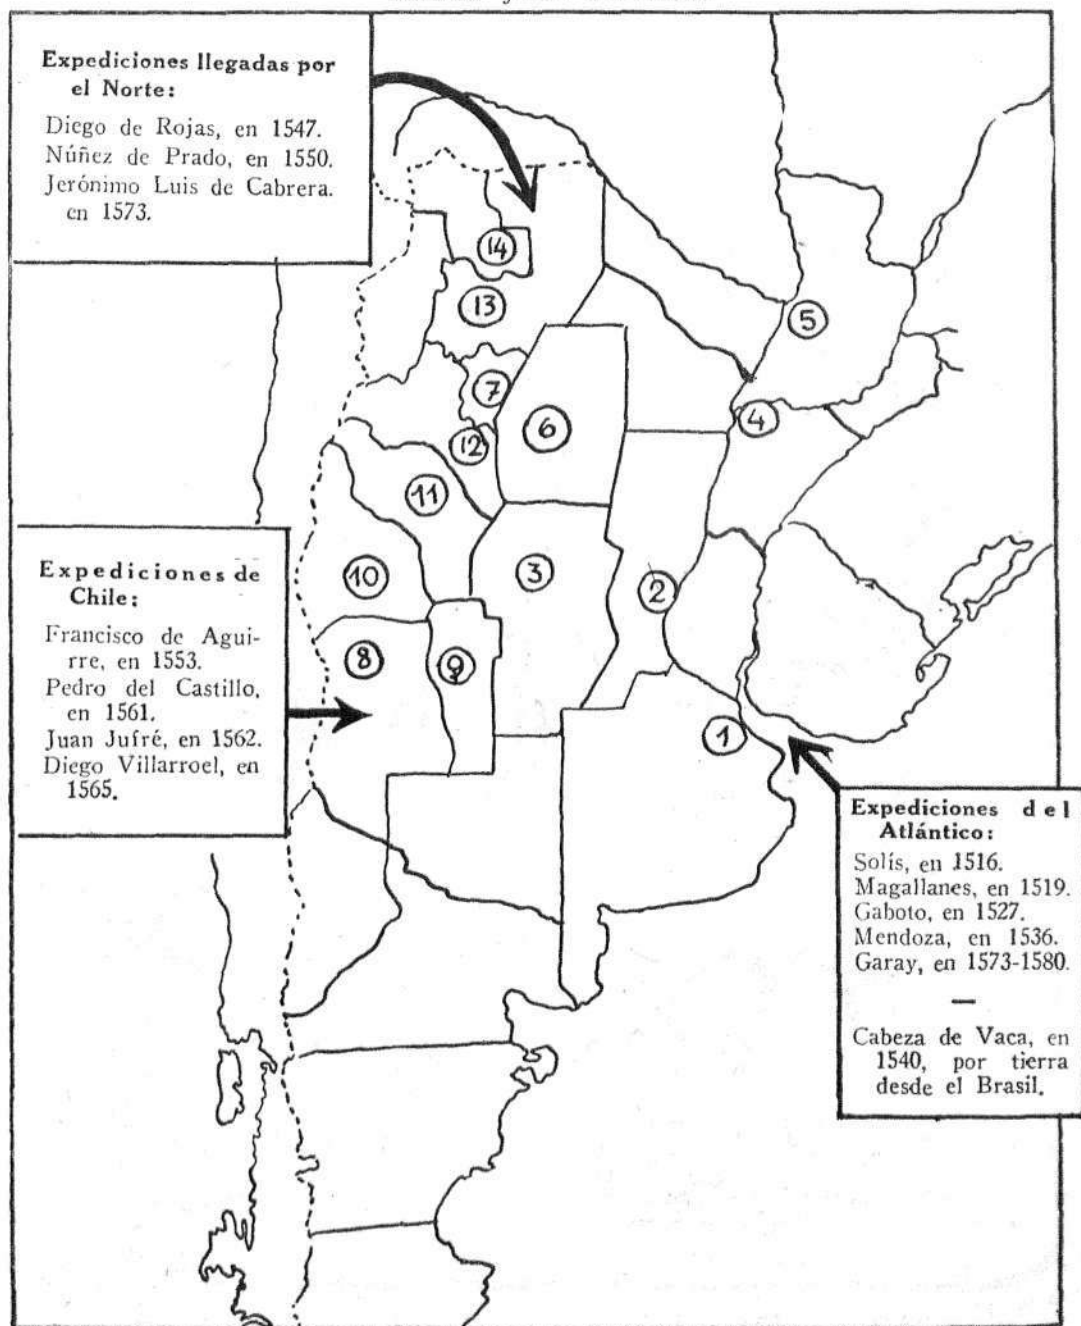 Expediciones llegadas por
el Norte:
Diego de Rojas, en 1547.
Núñez de Prado, en 1550.
Jerónimo Luis de Cabrera.
en 1573.
14
13
5
7
4
6
12
11
Expediciones de
Chile:
Francisco de Agui-
rre, en 1553.
Pedro del Castillo,
en 1561.
Juan Jufré, en 1562.
Diego Villarroel, en
1565.
10
3
2
8
9
1
Expediciones del
Atlántico:
Solís, en 1516.
Magallanes, en 1519.
Gaboto, en 1527.
Mendoza, en 1536.
Garay, en 1573-1580.
—
Cabeza de Vaca, en
1540, por tierra
desde el Brasil.